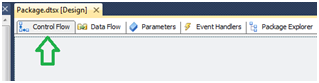 Package.dtsx [Design]
Control Flow Data Flow Parameters Event Handlers Package Explorer